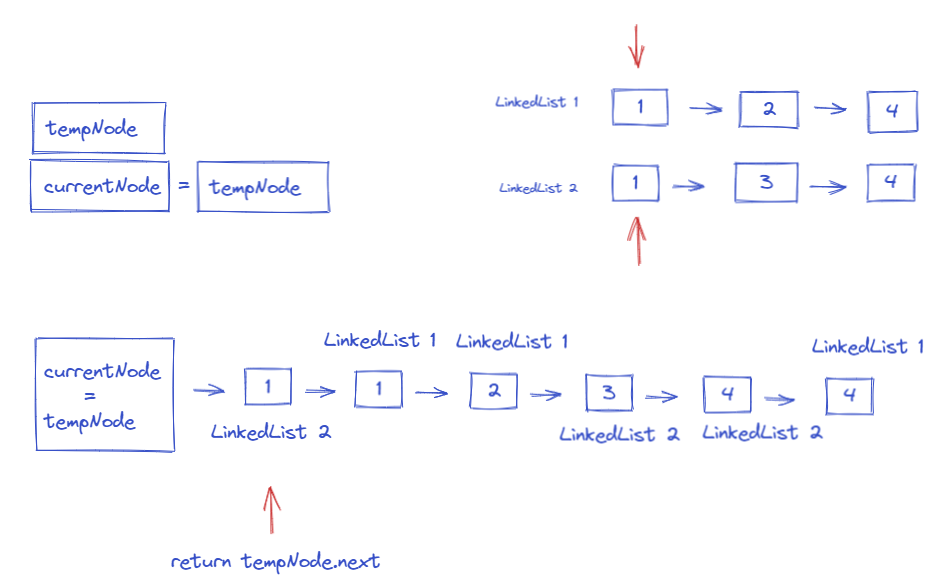 LinkedList 1
1
2
4
tempNode
currentNode = tempNode
LinkedList 2
1
3
4
LinkedList 1
LinkedList 1
LinkedList 1
currentNode
=
tempNode
1
1
2
3
4
4
LinkedList 2
LinkedList 2
LinkedList 2
return tempNode.next